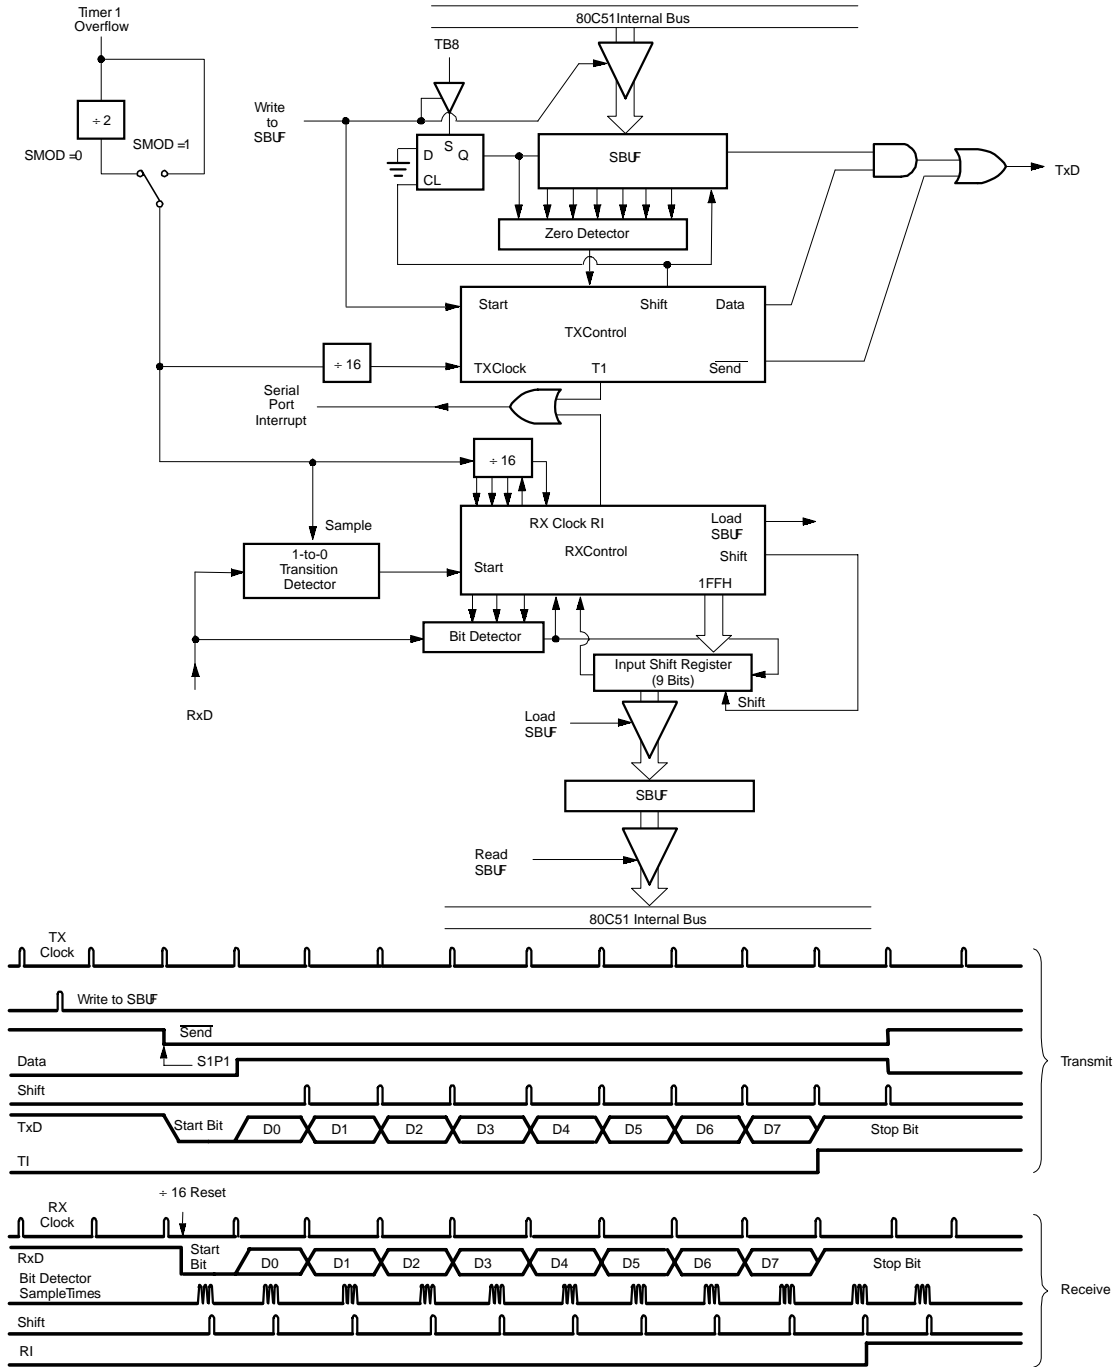 Timer 1
Overflow
80C51Internal Bus
TB8
÷ 2
Write
to
SBUF
SMOD =0
SMOD =1
D
S
Q
CL
SBUF
TxD
Zero Detector
Start
Shift
Data
TXControl
÷ 16
TXClock
T1
Send
Serial
Port
Interrupt
÷ 16
Sample
RX Clock RI
Load
SBUF
RXControl
Shift
1-to-0
Transition
Detector
Start
1FFH
Bit Detector
Input Shift Register
(9 Bits)
Shift
RxD
Load
SBUF
SBUF
Read
SBUF
80C51 Internal Bus
TX
Clock
Write to SBUF
Send
Data
S1P1
Transmit
Shift
TxD
Start Bit
D0
D1
D2
D3
D4
D5
D6
D7
Stop Bit
TI
÷ 16 Reset
RX
Clock
RxD
Start
Bit
D0
D1
D2
D3
D4
D5
D6
D7
Stop Bit
Bit Detector
SampleTimes
Receive
Shift
RI